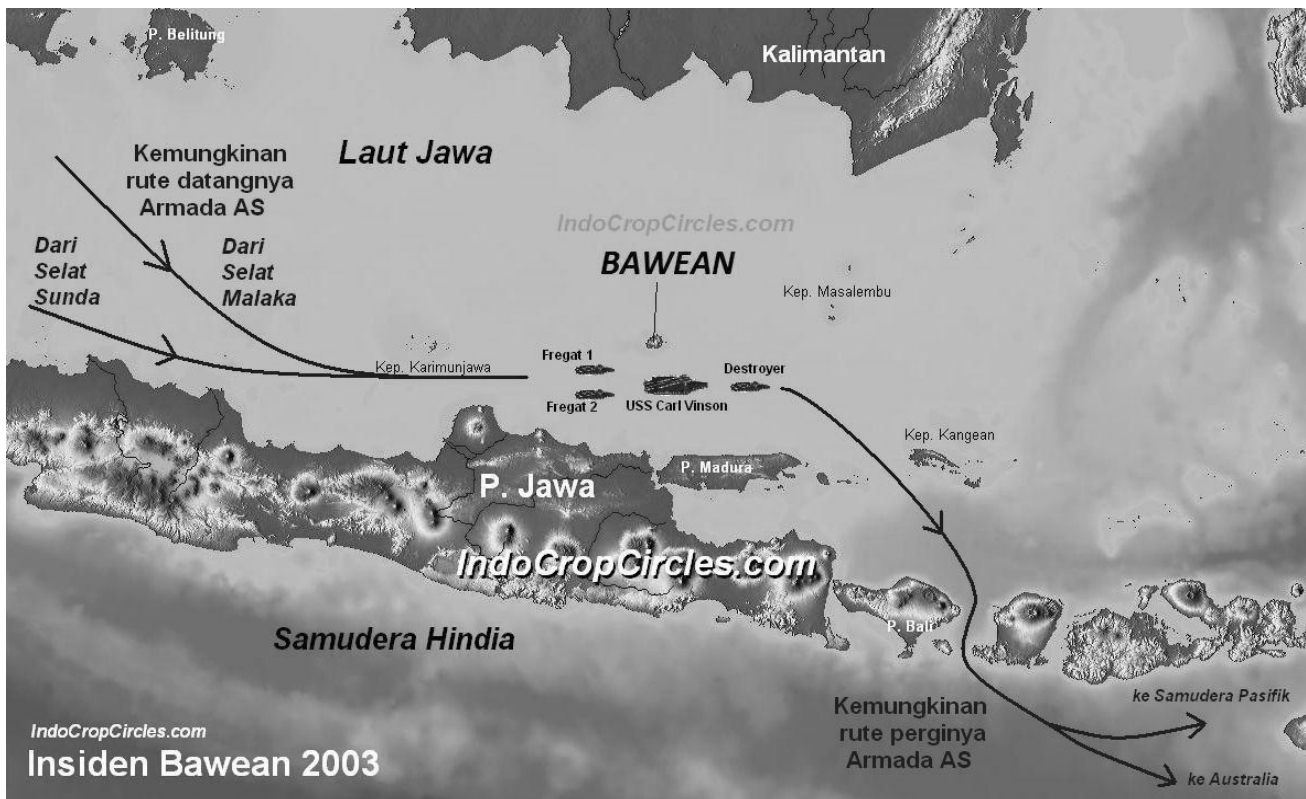 P. Belitung
Kalimantan
Laut Jawa
Kemungkinan
rute datangnya
Armada AS
Dari
Selat
Sunda
Dari
Selat
Malaka
IndoCropCircles.com
BAWEAN
Kep. Masalembu
Kep. Karimunjawa
Fregat 1
Fregat 2
USS Carl Vinson
Destroyer
Kep. Kangean
P. Madura
P. Jawa
IndoCropCircles.com
P. Bali
Samudera Hindia
Kemungkinan
rute perginya
Armada AS
ke Samudera Pasifik
ke Australia
IndoCropCircles.com
Insiden Bawean 2003